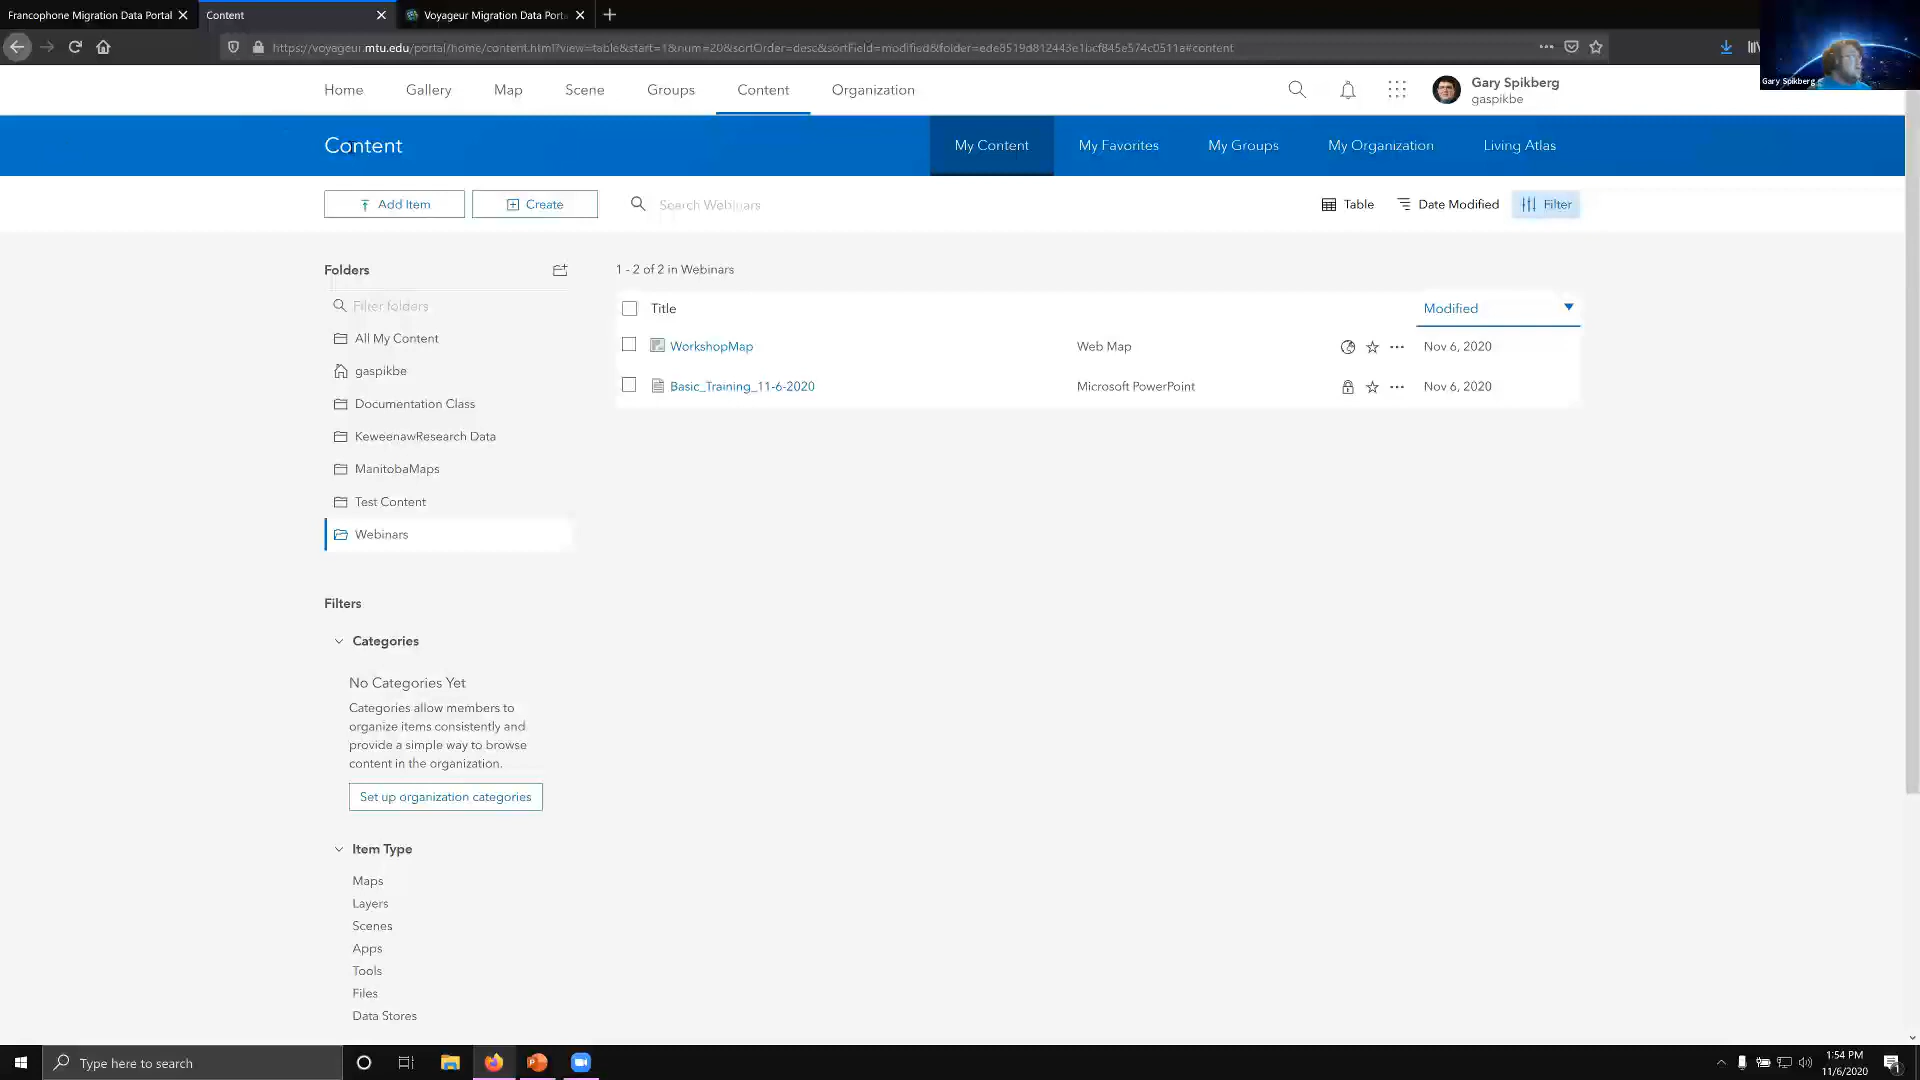 Francophone Migration Data Portal
Content
Voyageur Migration Data Port
https://voyageur.mtu.edu/portal/home/content.html?view=table&start=1&num=20&sortOrder=desc&sortField=modified&folder=ede8519d812443e1bcf845e574c0511a#content
Gary Spikberg
Home Gallery Map Scene Groups Content Organization
Gary Spikberg
gaspikbe
Content
My Content My Favorites My Groups My Organization Living Atlas
Add Item Create Search Webinars Table Date Modified Filter
Folders
1 - 2 of 2 in Webinars
Filter folders
Title Modified
All My Content
WorkshopMap Web Map Nov 6, 2020
gaspikbe
Basic_Training_11-6-2020 Microsoft PowerPoint Nov 6, 2020
Documentation Class
KeweenawResearch Data
ManitobaMaps
Test Content
Webinars
Filters
Categories
No Categories Yet
Categories allow members to
organize items consistently and
provide a simple way to browse
content in the organization.
Set up organization categories
Item Type
Maps
Layers
Scenes
Apps
Tools
Files
Data Stores
Type here to search
1:54 PM
11/6/2020
1